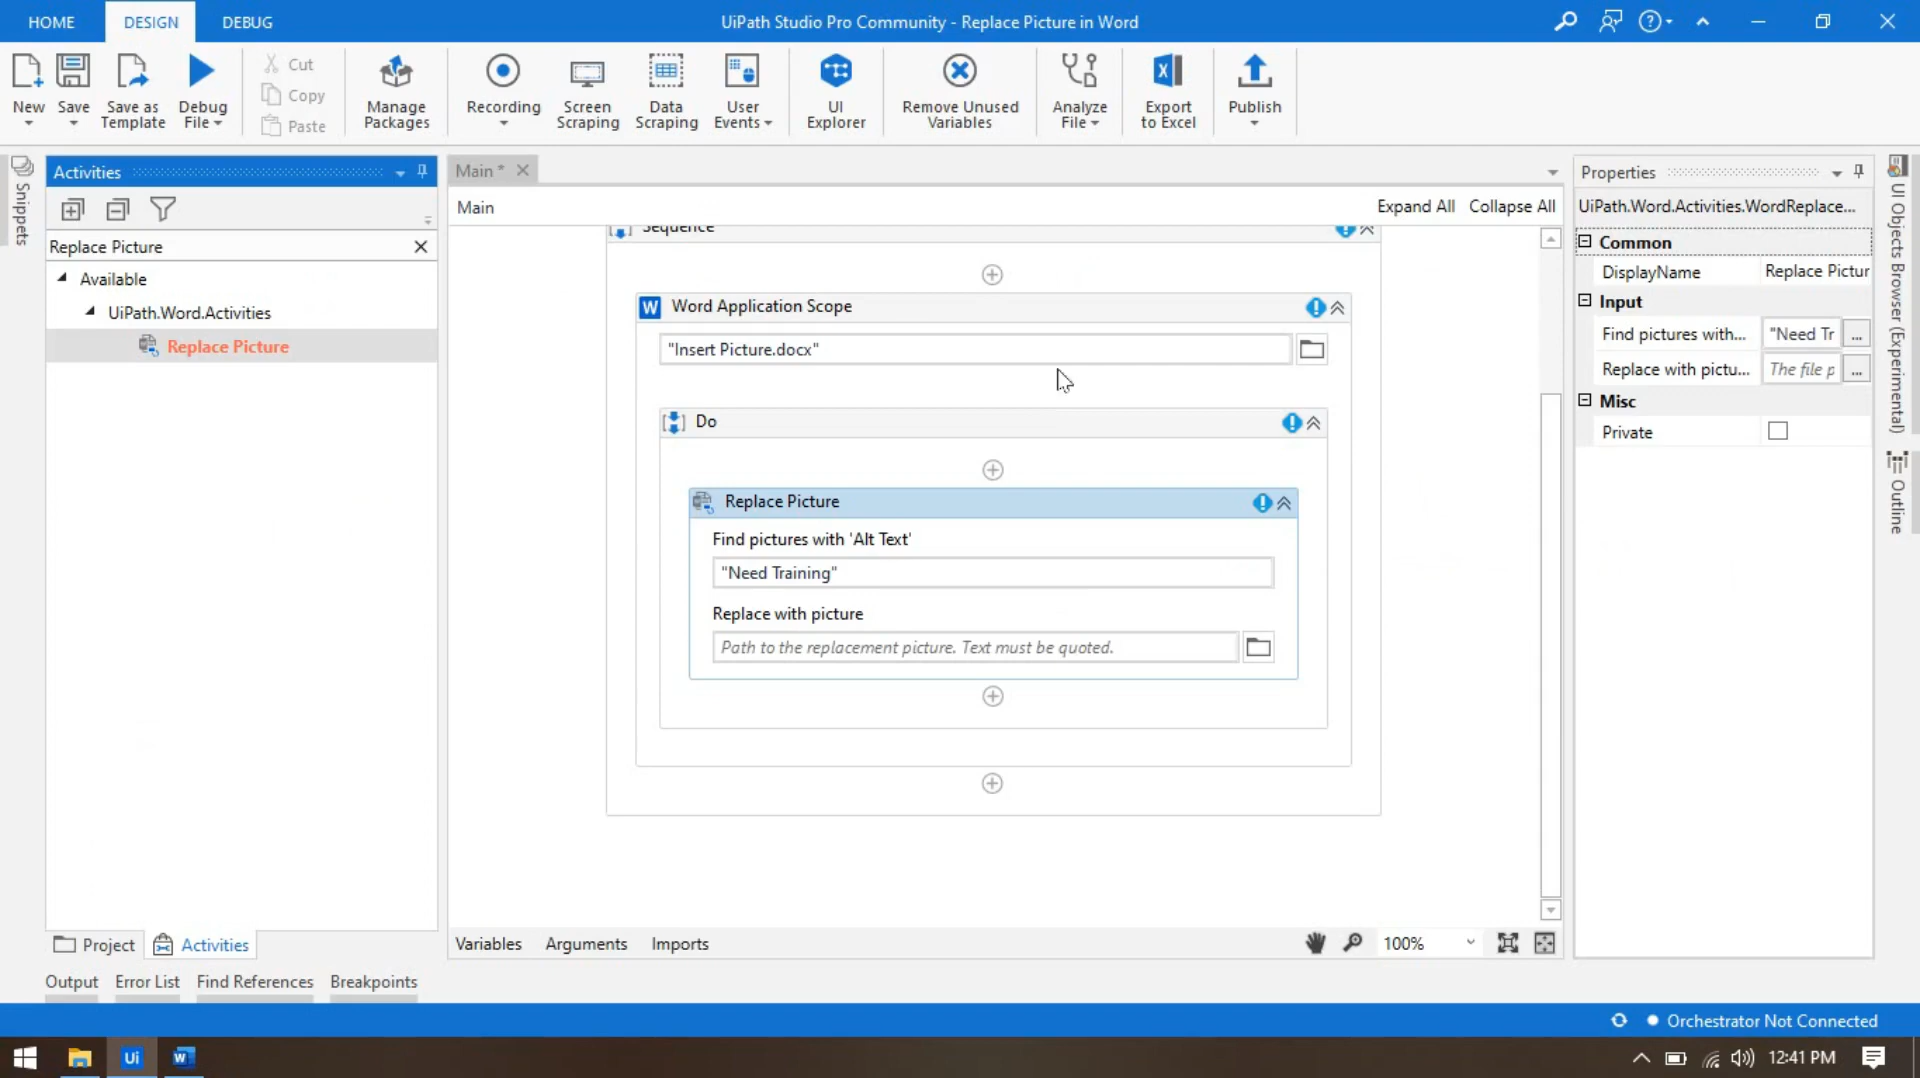 HOME DESIGN DEBUG UiPath Studio Pro Community - Replace Picture in Word
New Save Save as Template Debug File Cut Copy Paste Manage Packages Recording Screen Scraping Data Scraping User Events UI Explorer Remove Unused Variables Analyze File Export to Excel Publish
Snippets
Activities
Replace Picture
Available
UiPath.Word.Activities
Replace Picture
Project Activities
Main *
Main Expand All Collapse All
Sequence
Word Application Scope
"Insert Picture.docx"
Do
Replace Picture
Find pictures with 'Alt Text'
"Need Training"
Replace with picture
Path to the replacement picture. Text must be quoted.
Variables Arguments Imports 100%
Properties
UiPath.Word.Activities.WordReplace...
Common
DisplayName Replace Pictur
Input
Find pictures with... "Need Tr ...
Replace with pictu... The file p ...
Misc
Private
UI Objects Browser (Experimental)
Outline
Output Error List Find References Breakpoints
Orchestrator Not Connected
Ui W 12:41 PM